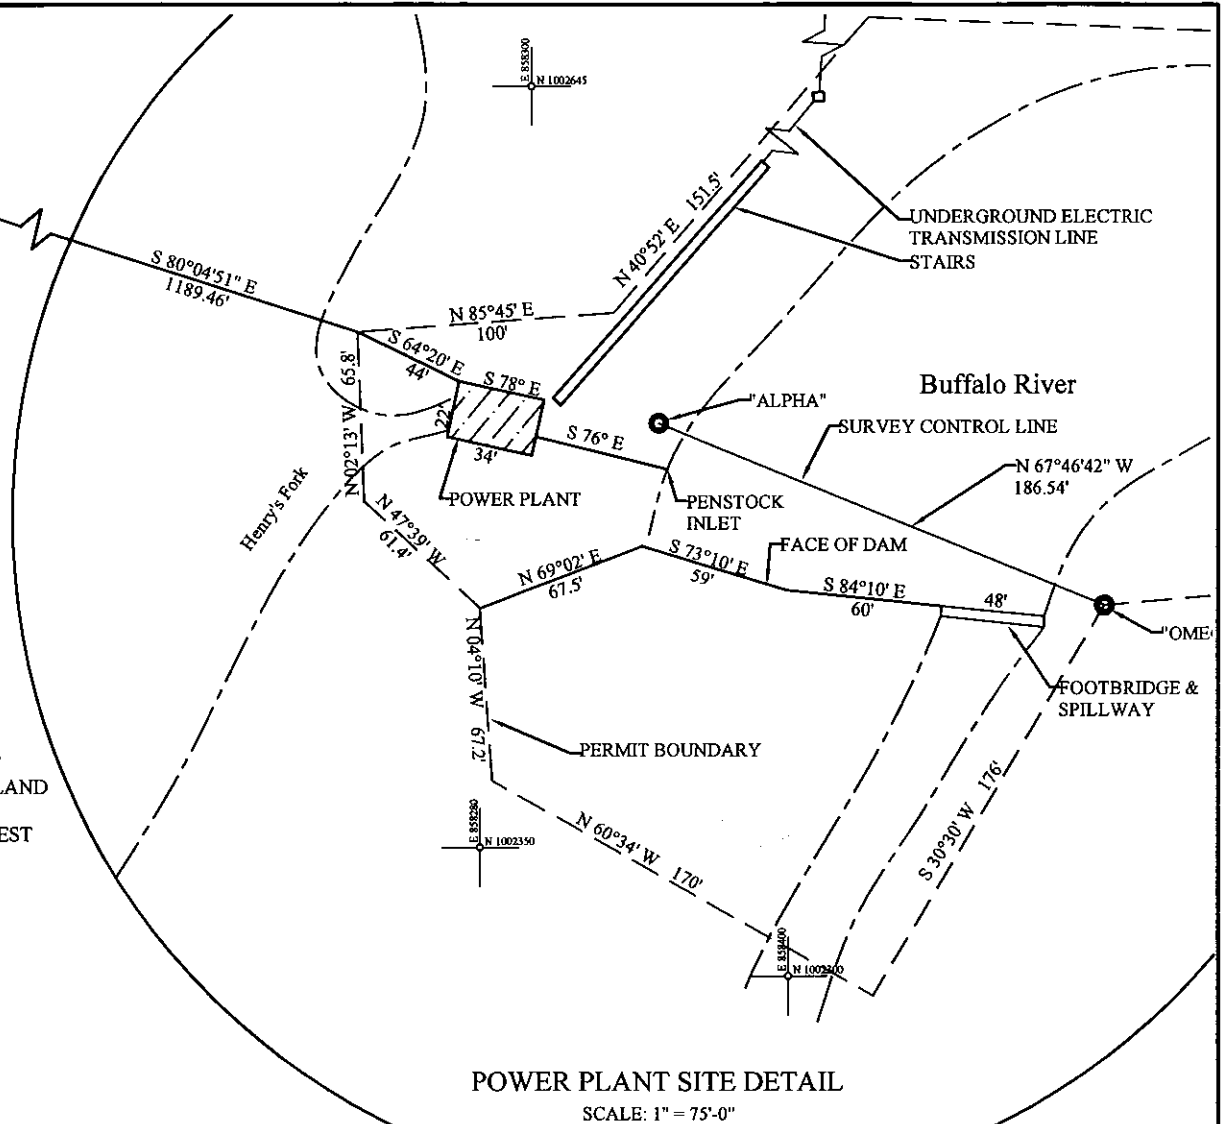 E 858300
N 1002645
UNDERGROUND ELECTRIC
TRANSMISSION LINE
STAIRS
N 40°52' E 151.5'
S 80°04'51" E
1189.46'
N 85°45' E
100'
S 64°20' E
44'
S 78° E
22'
34'
65.8'
N 02°13' W
Buffalo River
"ALPHA"
SURVEY CONTROL LINE
S 76° E
N 67°46'42" W
186.54'
POWER PLANT
PENSTOCK
INLET
Henry's Fork
N 47°39' W
61.4'
FACE OF DAM
N 69°02' E
67.5'
S 73°10' E
59'
S 84°10' E
60'
48'
"OME
N 04°10' W 67.2'
FOOTBRIDGE &
SPILLWAY
PERMIT BOUNDARY
LAND
EST
S 30°30' W 176'
E 858280
N 1002350
N 60°34' W 170'
E 858400
N 1002300
POWER PLANT SITE DETAIL
SCALE: 1" = 75'-0"